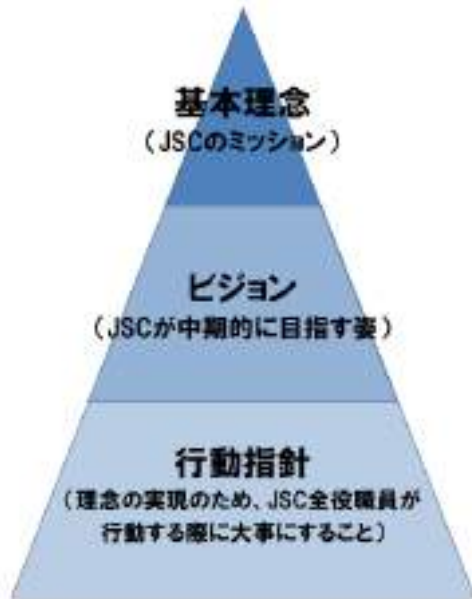 基本理念
（JSCのミッション）
ビジョン
（JSCが中期的に目指す姿）
行動指針
（理念の実現のため、JSC全役職員が
行動する際に大事にすること）